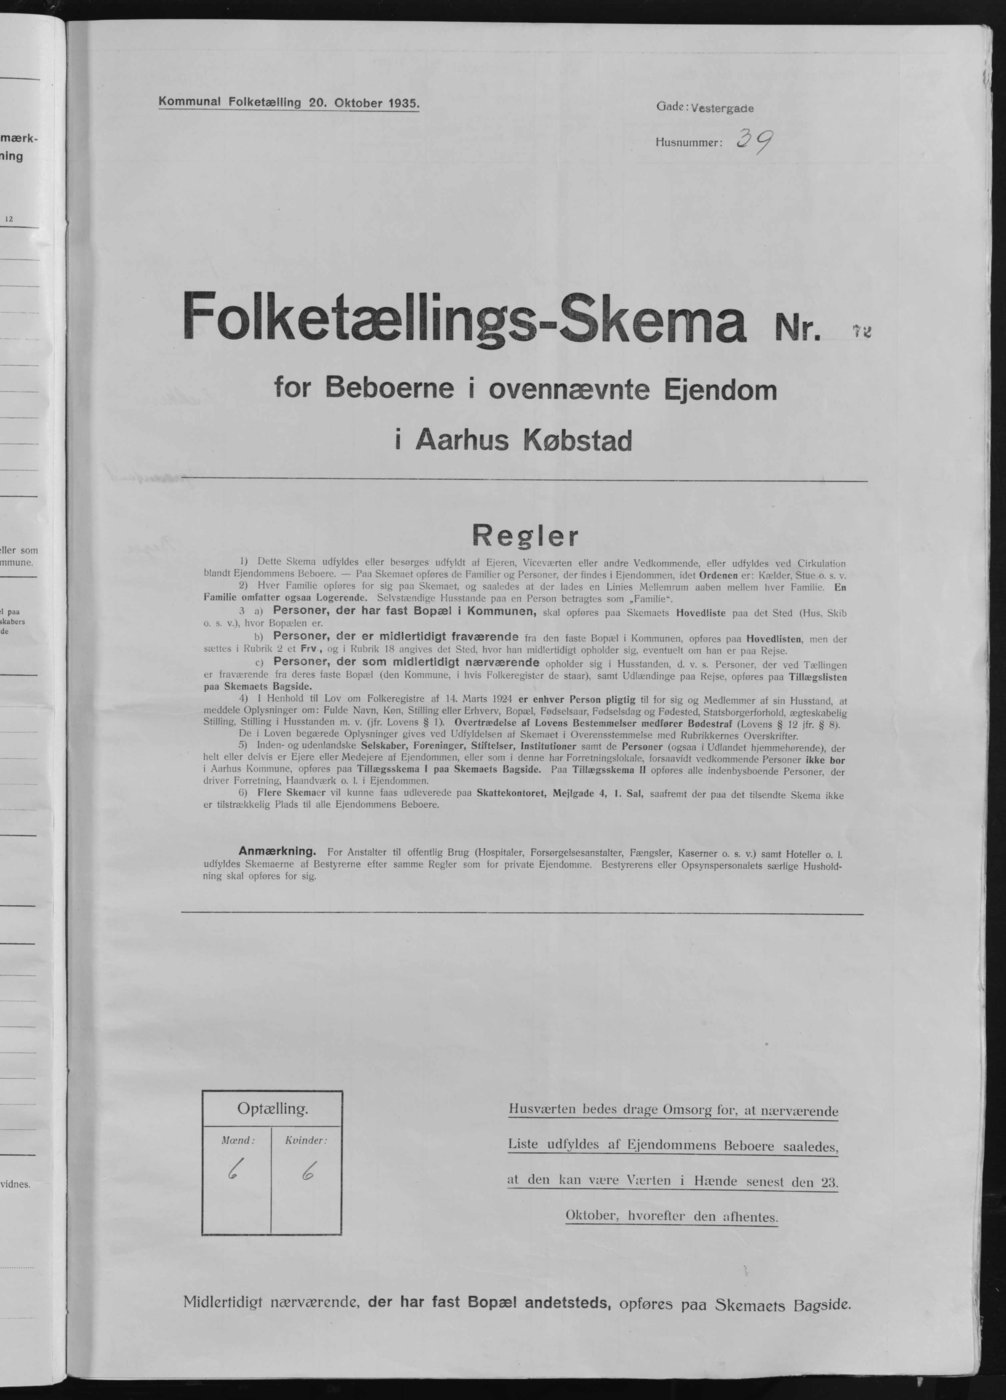 mærk-
ning
12
eller som
mmune.
l paa
skabers
de
vidnes.
Kommunal Folketælling 20. Oktober 1935.
Gade: Vestergade
Husnummer: 39
Folketællings-Skema Nr. 72
for Beboerne i ovennævnte Ejendom
i Aarhus Købstad
Regler
1) Dette Skema udfyldes eller besørges udfyldt af Ejeren, Viceværten eller andre Vedkommende, eller udfyldes ved Cirkulation
blandt Ejendommens Beboere. — Paa Skemaet opføres de Familier og Personer, der findes i Ejendommen, idet Ordenen er: Kælder, Stue o. s. v.
2) Hver Familie opføres for sig paa Skemaet, og saaledes at der lades en Linies Mellemrum aaben mellem hver Familie. En
Familie omfatter ogsaa Logerende. Selvstændige Husstande paa en Person betragtes som „Familie“.
3 a) Personer, der har fast Bopæl i Kommunen, skal opføres paa Skemaets Hovedliste paa det Sted (Hus, Skib
o. s. v.), hvor Bopælen er.
b) Personer, der er midlertidigt fraværende fra den faste Bopæl i Kommunen, opføres paa Hovedlisten, men der
sættes i Rubrik 2 et Frv., og i Rubrik 18 angives det Sted, hvor han midlertidigt opholder sig, eventuelt om han er paa Rejse.
c) Personer, der som midlertidigt nærværende opholder sig i Husstanden, d. v. s. Personer, der ved Tællingen
er fraværende fra deres faste Bopæl (den Kommune, i hvis Folkeregister de staar), samt Udlændinge paa Rejse, opføres paa Tillægslisten
paa Skemaets Bagside.
4) I Henhold til Lov om Folkeregistre af 14. Marts 1924 er enhver Person pligtig til for sig og Medlemmer af sin Husstand, at
meddele Oplysninger om: Fulde Navn, Køn, Stilling eller Erhverv, Bopæl, Fødselsaar, Fødselsdag og Fødested, Statsborgerforhold, ægteskabelig
Stilling, Stilling i Husstanden m. v. (jfr. Lovens § 1). Overtrædelse af Lovens Bestemmelser medfører Bødestraf (Lovens § 12 jfr. § 8).
De i Loven begærede Oplysninger gives ved Udfyldelsen af Skemaet i Overensstemmelse med Rubrikkernes Overskrifter.
5) Inden- og udenlandske Selskaber, Foreninger, Stiftelser, Institutioner samt de Personer (ogsaa i Udlandet hjemmehørende), der
helt eller delvis er Ejere eller Medejere af Ejendommen, eller som i denne har Forretningslokale, forsaavidt vedkommende Personer ikke bor
i Aarhus Kommune, opføres paa Tillægsskema I paa Skemaets Bagside. Paa Tillægsskema II opføres alle indenbysboende Personer, der
driver Forretning, Haandværk o. l. i Ejendommen.
6) Flere Skemaer vil kunne faas udleverede paa Skattekontoret, Mejlgade 4, 1. Sal, saafremt der paa det tilsendte Skema ikke
er tilstrækkelig Plads til alle Ejendommens Beboere.
Anmærkning. For Anstalter til offentlig Brug (Hospitaler, Forsørgelsesanstalter, Fængsler, Kaserner o. s. v.) samt Hoteller o. l.
udfyldes Skemaerne af Bestyrerne efter samme Regler som for private Ejendomme. Bestyrerens eller Opsynspersonalets særlige Hushold-
ning skal opføres for sig.
Optælling.
Mænd: Kvinder:
6 6
Husværten bedes drage Omsorg for, at nærværende
Liste udfyldes af Ejendommens Beboere saaledes,
at den kan være Værten i Hænde senest den 23.
Oktober, hvorefter den afhentes.
Midlertidigt nærværende, der har fast Bopæl andetsteds, opføres paa Skemaets Bagside.